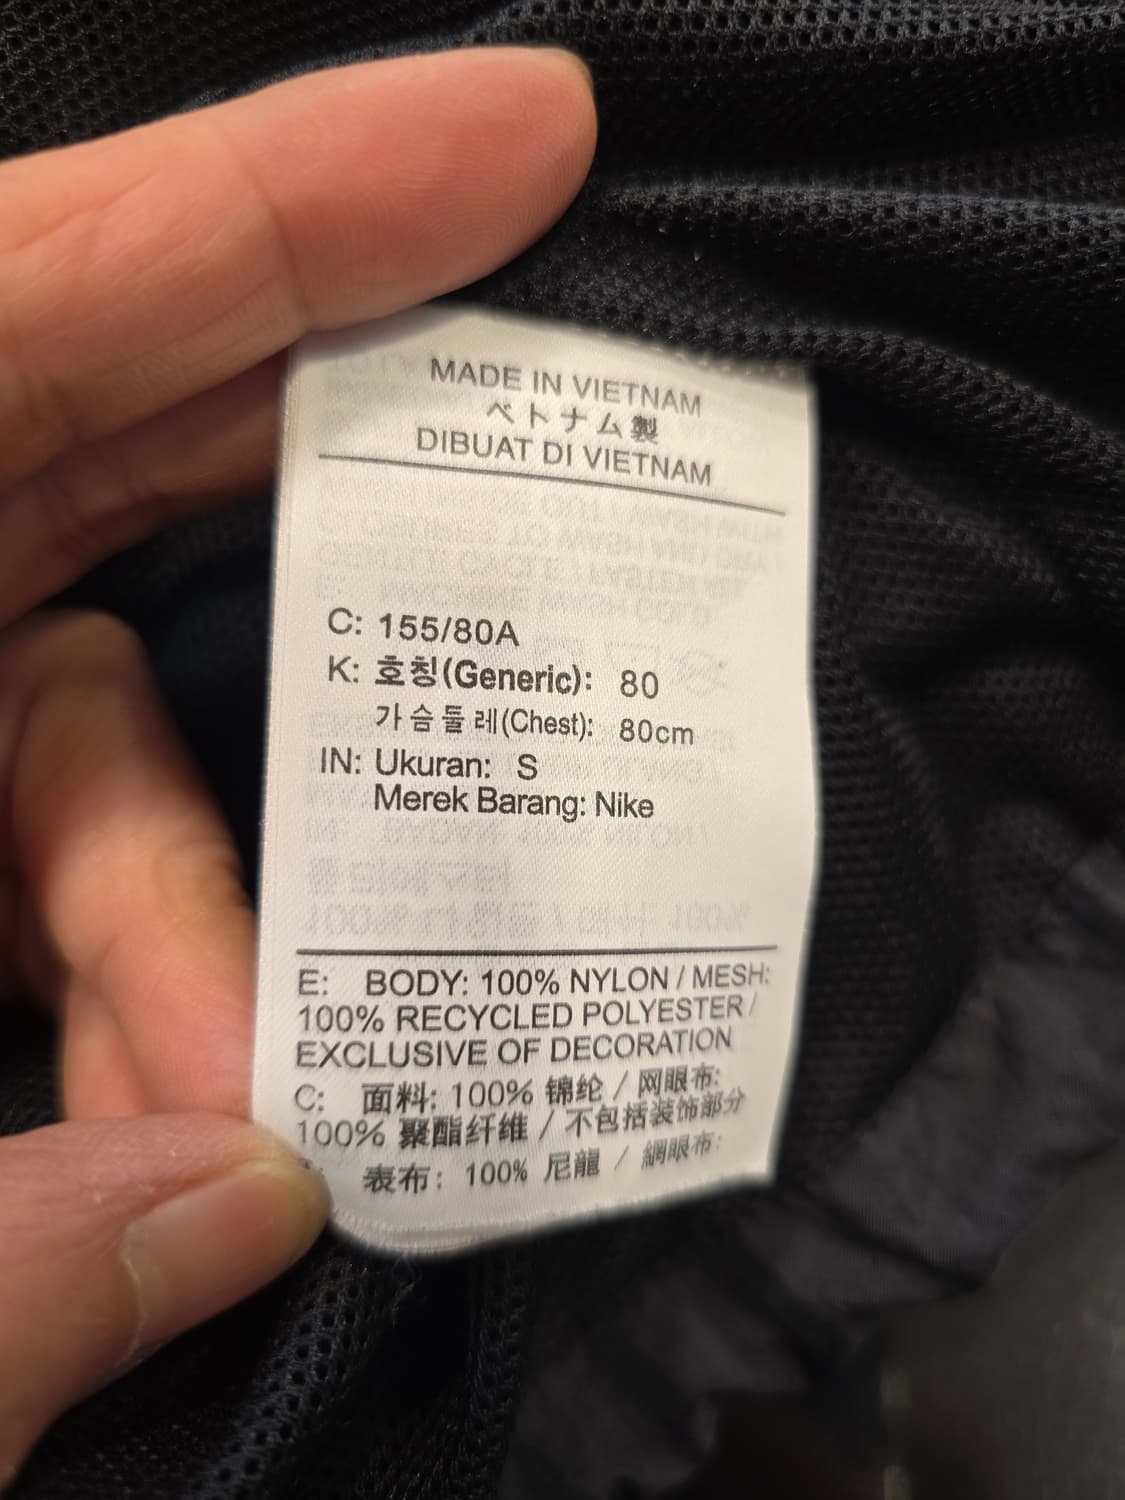 MADE IN VIETNAM
ベトナム製
DIBUAT DI VIETNAM
C: 155/80A
K: 호칭(Generic): 80
가슴둘레(Chest): 80cm
IN: Ukuran: S
Merek Barang: Nike
E: BODY: 100% NYLON / MESH:
100% RECYCLED POLYESTER /
EXCLUSIVE OF DECORATION
C: 面料: 100% 锦纶 / 网眼布:
100% 聚酯纤维 / 不包括装饰部分
表布: 100% 尼龍 / 網眼布: